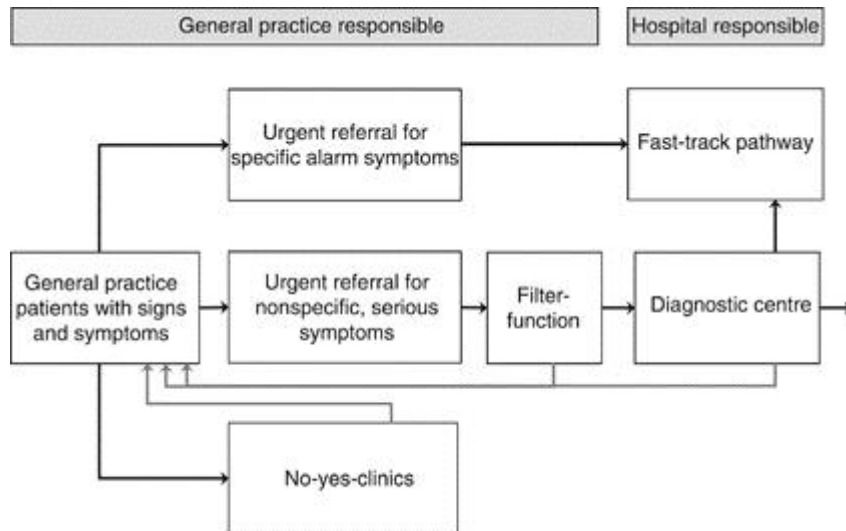 General practice responsible
Hospital responsible
Urgent referral for
specific alarm symptoms
Fast-track pathway
General practice
patients with signs
and symptoms
Urgent referral for
nonspecific, serious
symptoms
Filter-
function
Diagnostic centre
No-yes-clinics